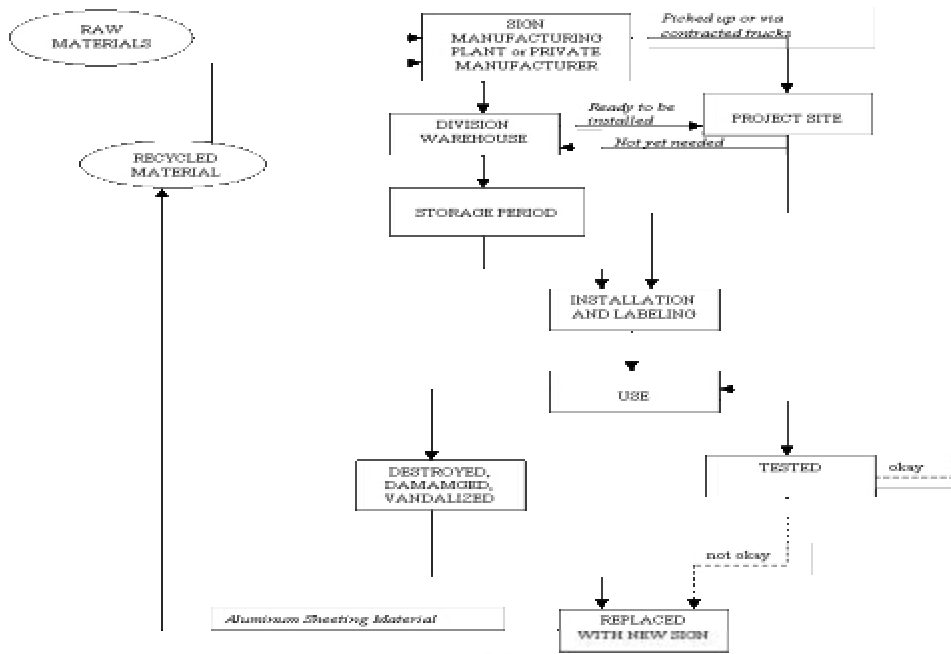 RAW
MATERIALS
SIGN
MANUFACTURING
PLANT or PRIVATE
MANUFACTURER
Picked up or via
contracted trucks
DIVISION
WAREHOUSE
Ready to be
installed
PROJECT SITE
Not yet needed
RECYCLED
MATERIAL
STORAGE PERIOD
INSTALLATION
AND LABELING
USE
DESTROYED,
DAMAMGED,
VANDALIZED
TESTED
okay
not okay
Aluminum Sheeting Material
REPLACED
WITH NEW SIGN